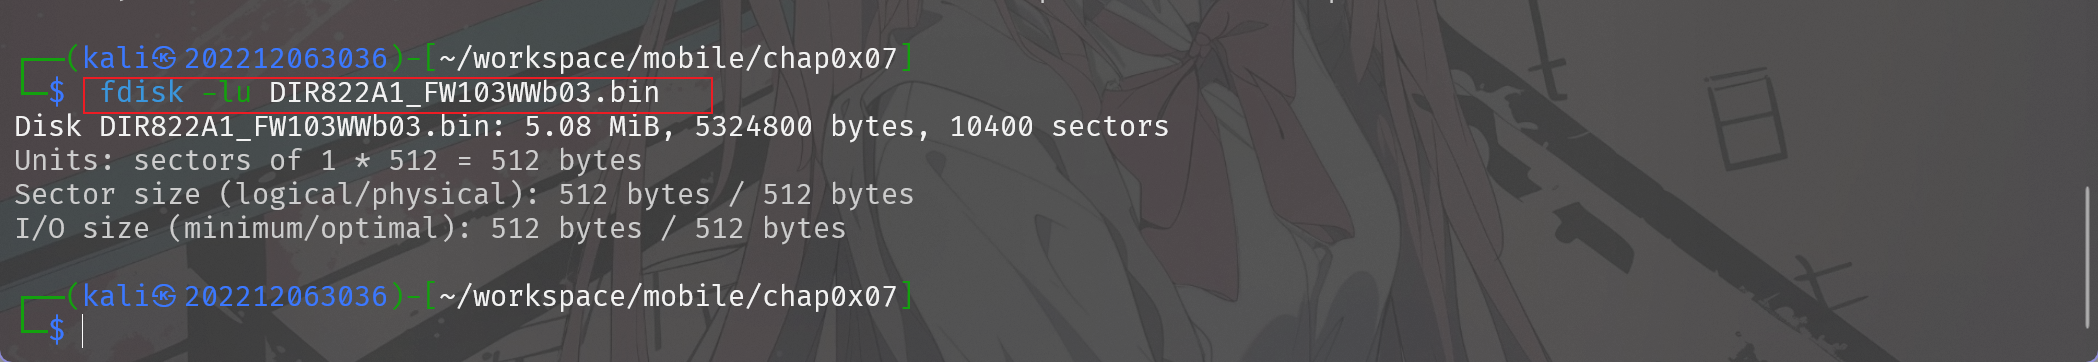 ┌──(kali㉿202212063036)-[~/workspace/mobile/chap0x07]
└─$ fdisk -lu DIR822A1_FW103WWb03.bin
Disk DIR822A1_FW103WWb03.bin: 5.08 MiB, 5324800 bytes, 10400 sectors
Units: sectors of 1 * 512 = 512 bytes
Sector size (logical/physical): 512 bytes / 512 bytes
I/O size (minimum/optimal): 512 bytes / 512 bytes
┌──(kali㉿202212063036)-[~/workspace/mobile/chap0x07]
└─$